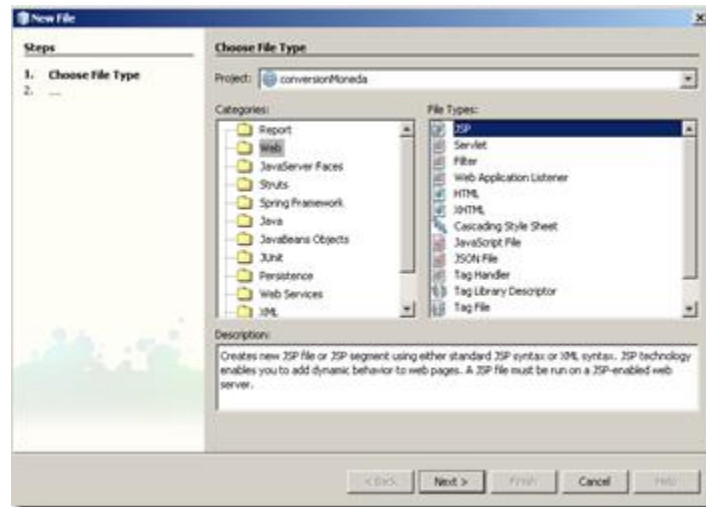 New File
Steps
Choose File Type
1. Choose File Type
2. ...
Project: conversionMoneda
Categories:
File Types:
Report
Web
JavaServer Faces
Struts
Spring Framework
Java
JavaBeans Objects
JUnit
Persistence
Web Services
XML
JSP
Servlet
Filter
Web Application Listener
HTML
XHTML
Cascading Style Sheet
JavaScript File
JSON File
Tag Handler
Tag Library Descriptor
Tag File
Description:
Creates new JSP file or JSP segment using either standard JSP syntax or XML syntax. JSP technology
enables you to add dynamic behavior to web pages. A JSP file must be run on a JSP-enabled web
server.
< Back Next > Finish Cancel Help